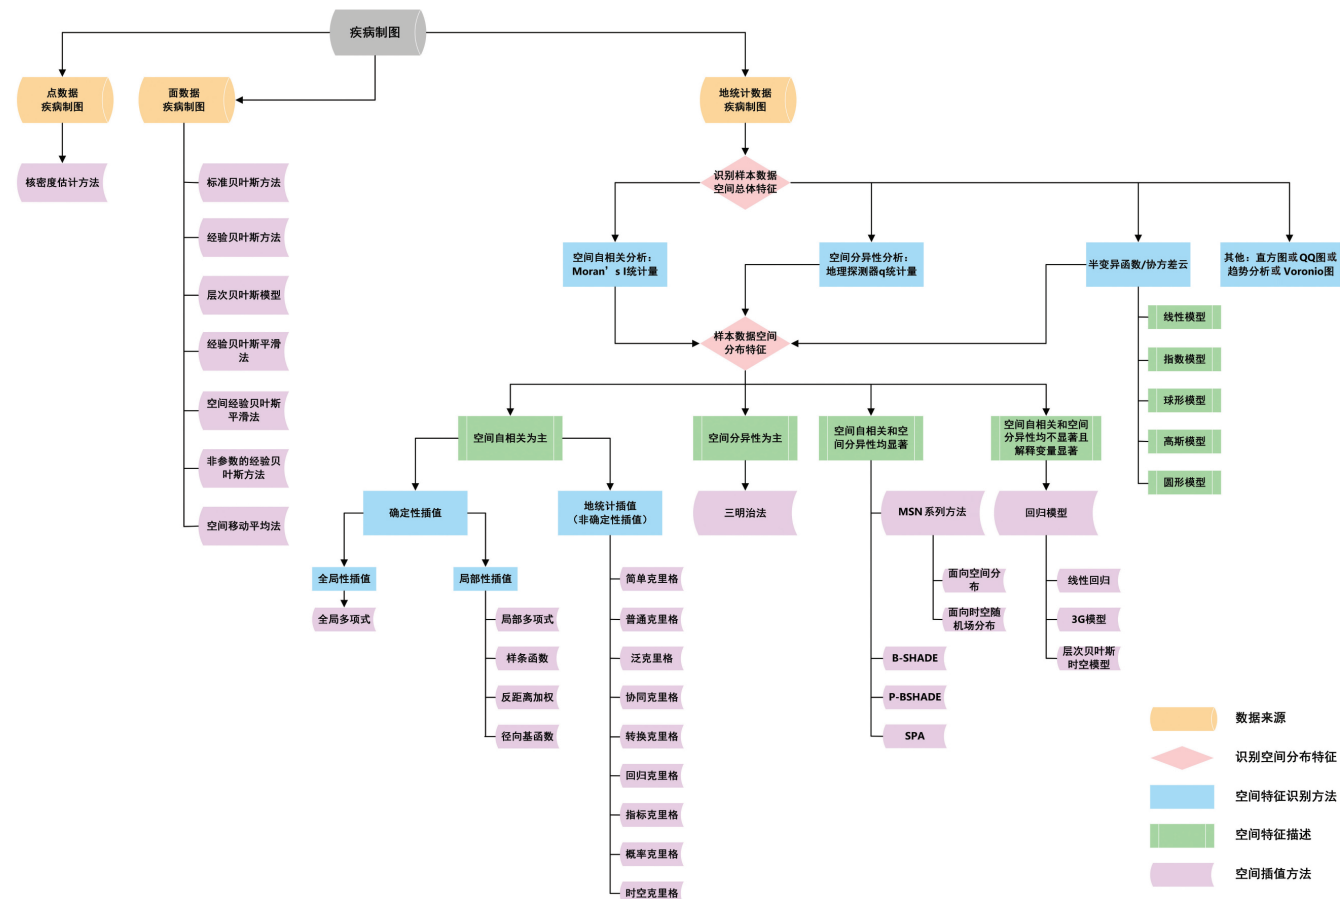 疾病制图
点数据
疾病制图
面数据
疾病制图
地统计数据
疾病制图
核密度估计方法
标准贝叶斯方法
经验贝叶斯方法
层次贝叶斯模型
经验贝叶斯平滑
法
空间经验贝叶斯
平滑法
非参数的经验贝
叶斯方法
空间移动平均法
识别样本数据
空间总体特征
空间自相关分析：
Moran's I统计量
空间分异性分析：
地理探测器q统计量
半变异函数/协方差云
其他：直方图或QQ图或
趋势分析或 Voronio图
线性模型
指数模型
球形模型
高斯模型
圆形模型
样本数据空间
分布特征
空间自相关为主
空间分异性为主
空间自相关和空
间分异性均显著
空间自相关和空间
分异性均不显著且
解释变量显著
确定性插值
地统计插值
（非确定性插值）
三明治法
MSN 系列方法
回归模型
全局性插值
局部性插值
全局多项式
局部多项式
样条函数
反距离加权
径向基函数
简单克里格
普通克里格
泛克里格
协同克里格
转换克里格
回归克里格
指标克里格
概率克里格
时空克里格
面向空间分
布
面向时空随
机场分布
B-SHADE
P-BSHADE
SPA
线性回归
3G模型
层次贝叶斯
时空模型
数据来源
识别空间分布特征
空间特征识别方法
空间特征描述
空间插值方法